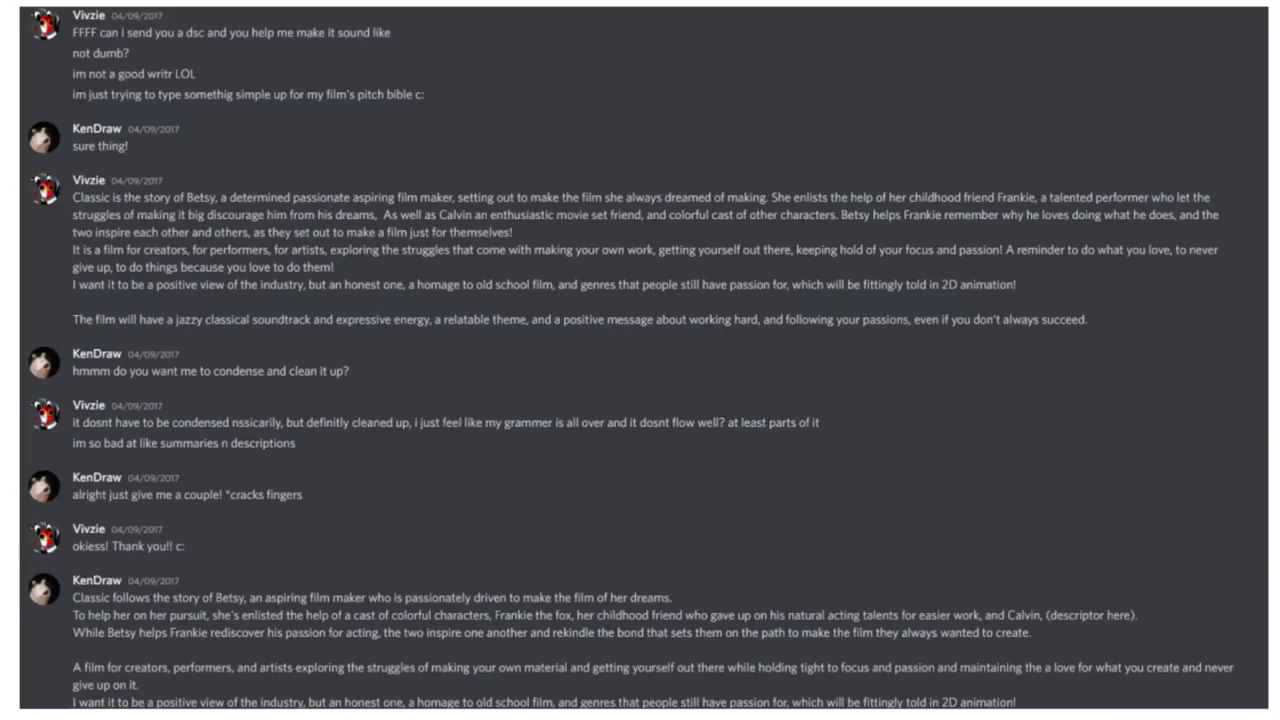 Vivzie 04/09/2017
FFFF can i send you a dsc and you help me make it sound like
not dumb?
im not a good writr LOL
im just trying to type somethig simple up for my film's pitch bible c:
KenDraw 04/09/2017
sure thing!
Vivzie 04/09/2017
Classic is the story of Betsy, a determined passionate aspiring film maker, setting out to make the film she always dreamed of making. She enlists the help of her childhood friend Frankie, a talented performer who let the
struggles of making it big discourage him from his dreams, As well as Calvin an enthusiastic movie set friend, and colorful cast of other characters. Betsy helps Frankie remember why he loves doing what he does, and the
two inspire each other and others, as they set out to make a film just for themselves!
It is a film for creators, for performers, for artists, exploring the struggles that come with making your own work, getting yourself out there, keeping hold of your focus and passion! A reminder to do what you love, to never
give up, to do things because you love to do them!
I want it to be a positive view of the industry, but an honest one, a homage to old school film, and genres that people still have passion for, which will be fittingly told in 2D animation!
The film will have a jazzy classical soundtrack and expressive energy, a relatable theme, and a positive message about working hard, and following your passions, even if you don't always succeed.
KenDraw 04/09/2017
hmmm do you want me to condense and clean it up?
Vivzie 04/09/2017
it dosnt have to be condensed nssicarily, but definitly cleaned up, i just feel like my grammer is all over and it dosnt flow well? at least parts of it
im so bad at like summaries n descriptions
KenDraw 04/09/2017
alright just give me a couple! *cracks fingers
Vivzie 04/09/2017
okiess! Thank you!! c:
KenDraw 04/09/2017
Classic follows the story of Betsy, an aspiring film maker who is passionately driven to make the film of her dreams.
To help her on her pursuit, she's enlisted the help of a cast of colorful characters, Frankie the fox, her childhood friend who gave up on his natural acting talents for easier work, and Calvin, (descriptor here).
While Betsy helps Frankie rediscover his passion for acting, the two inspire one another and rekindle the bond that sets them on the path to make the film they always wanted to create.
A film for creators, performers, and artists exploring the struggles of making your own material and getting yourself out there while holding tight to focus and passion and maintaining the a love for what you create and never
give up on it.
I want it to be a positive view of the industry, but an honest one, a homage to old school film, and genres that people still have passion for, which will be fittingly told in 2D animation!